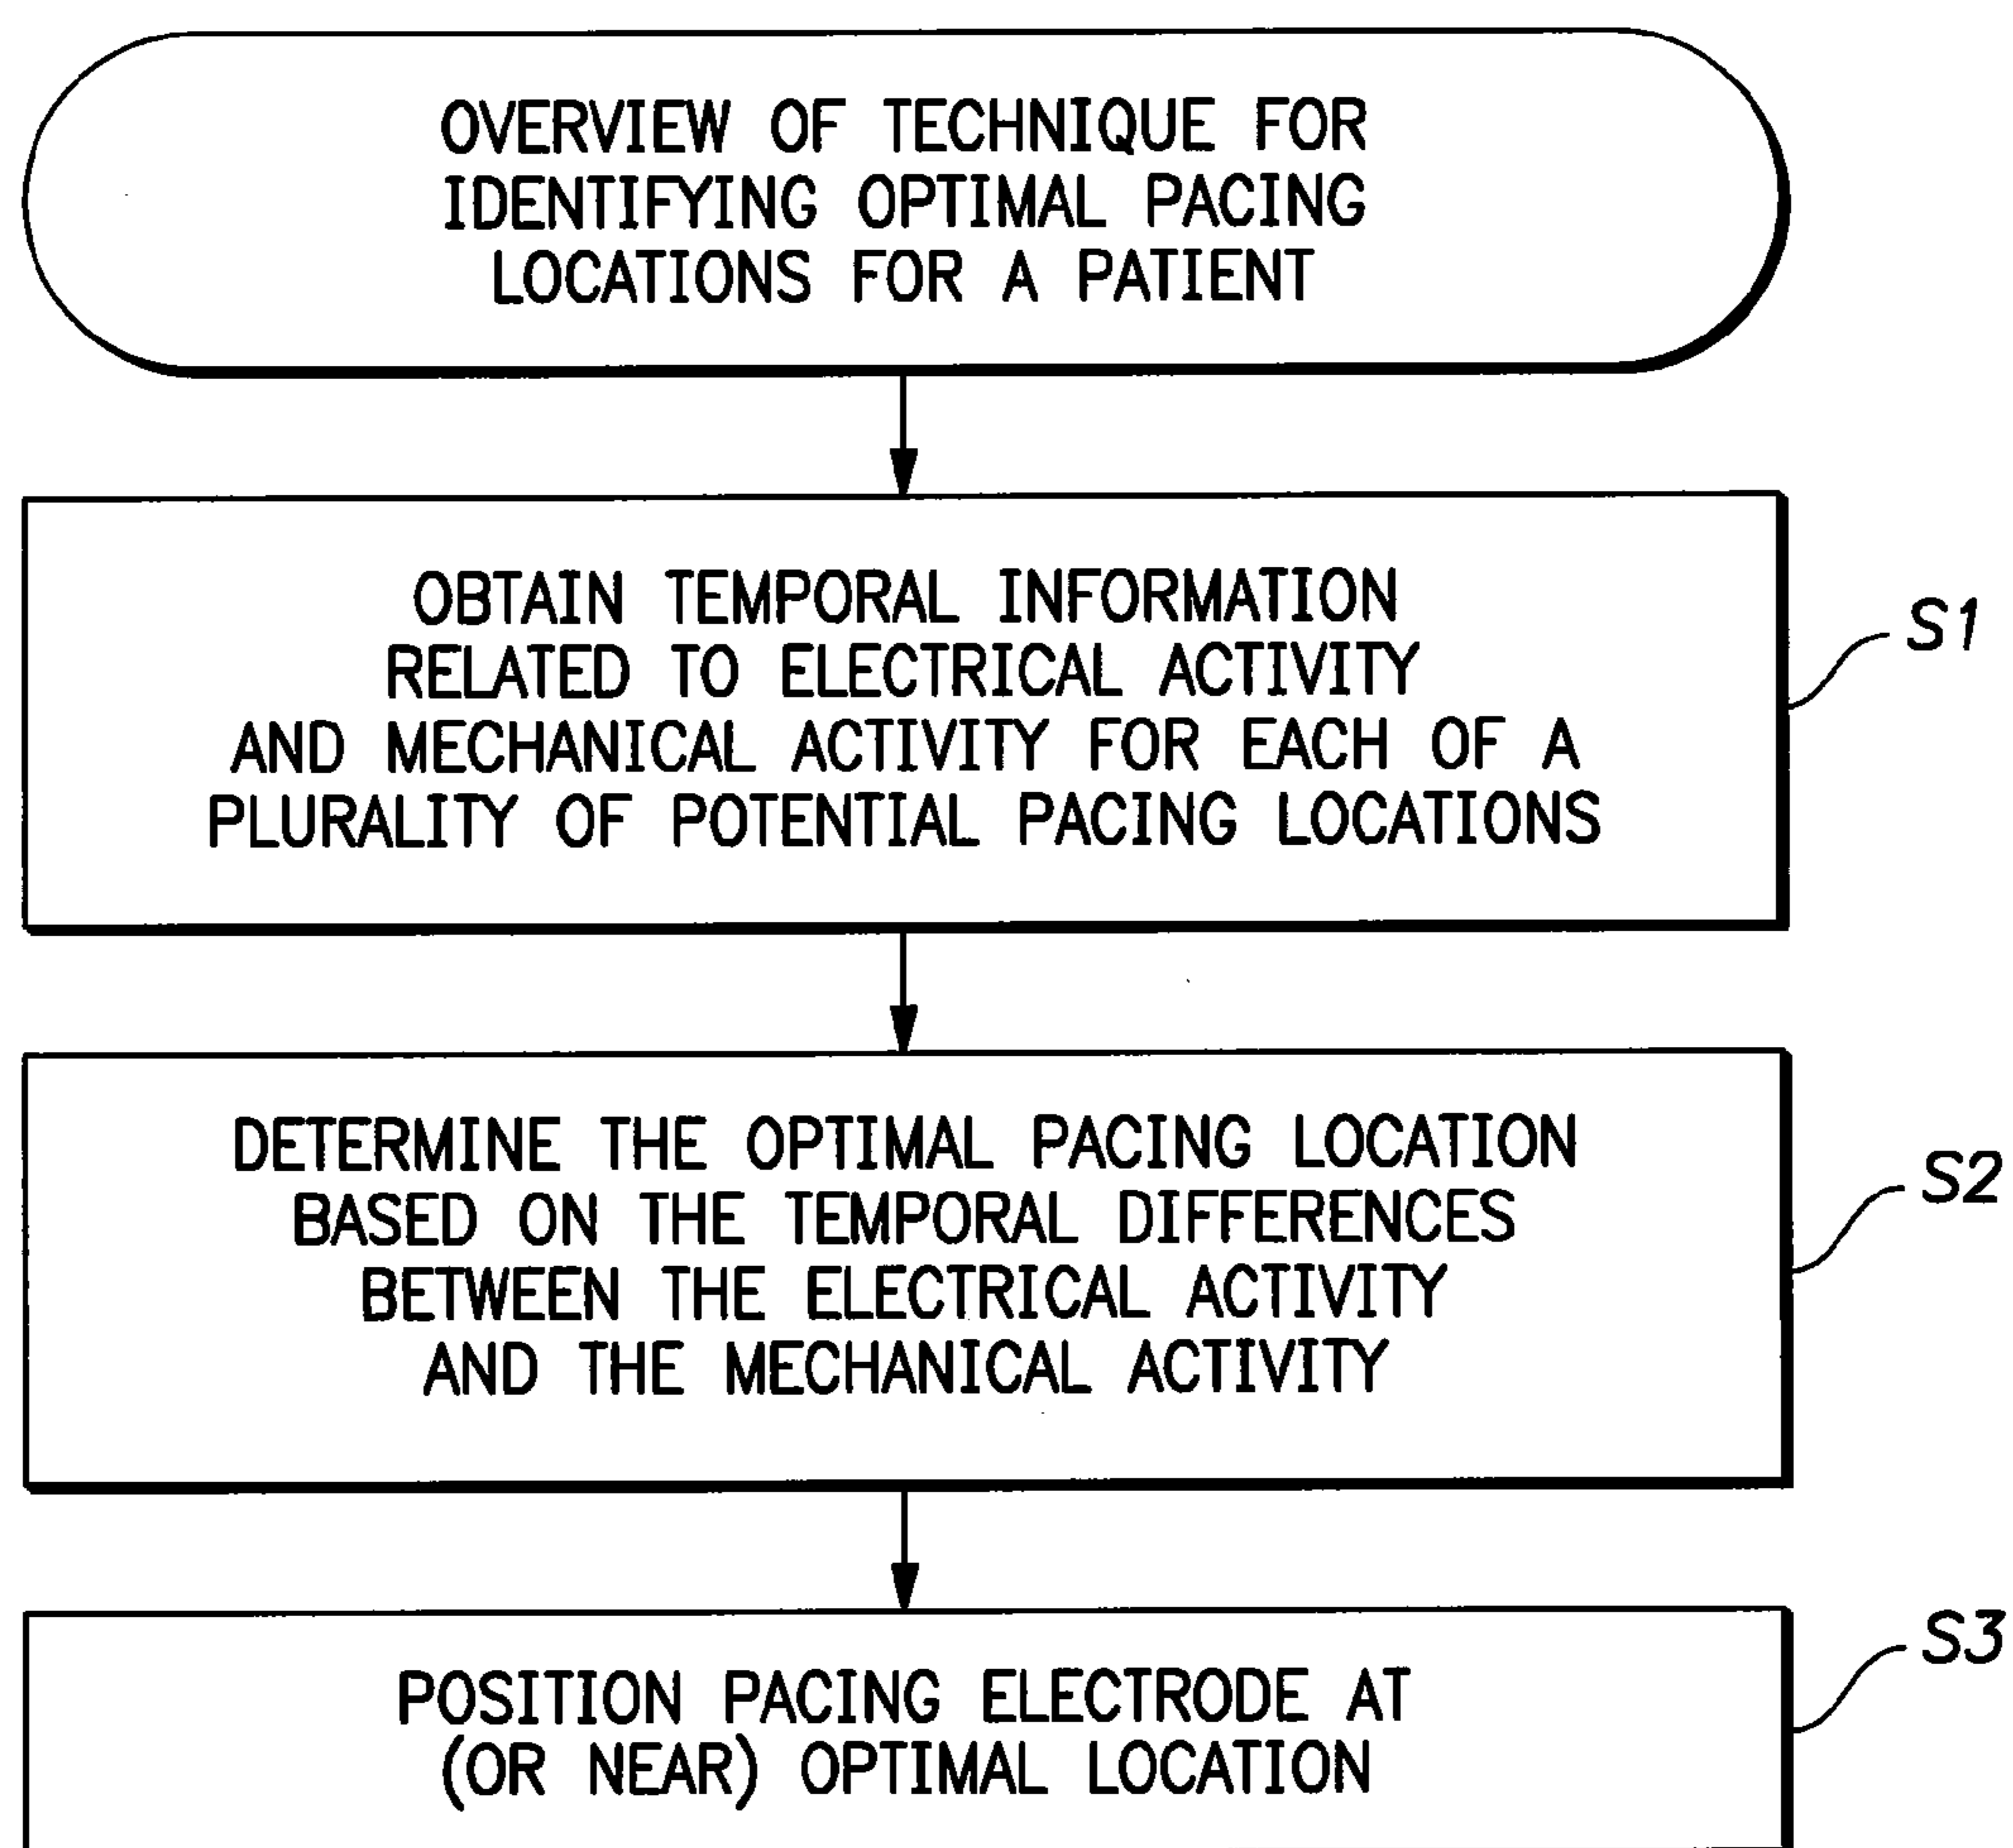 OVERVIEW OF TECHNIQUE FOR
IDENTIFYING OPTIMAL PACING
LOCATIONS FOR A PATIENT
OBTAIN TEMPORAL INFORMATION
RELATED TO ELECTRICAL ACTIVITY
AND MECHANICAL ACTIVITY FOR EACH OF A
PLURALITY OF POTENTIAL PACING LOCATIONS
S1
DETERMINE THE OPTIMAL PACING LOCATION
BASED ON THE TEMPORAL DIFFERENCES
BETWEEN THE ELECTRICAL ACTIVITY
AND THE MECHANICAL ACTIVITY
S2
POSITION PACING ELECTRODE AT
(OR NEAR) OPTIMAL LOCATION
S3